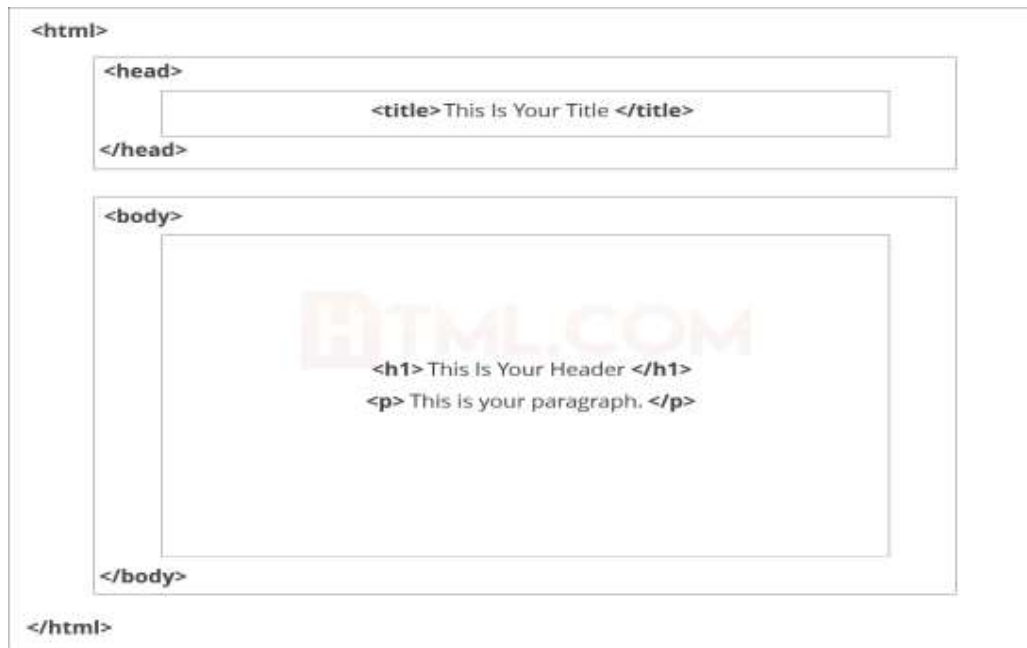 <html>
<head>
<title>This Is Your Title </title>
</head>
<body>
HTML.COM
<h1> This Is Your Header </h1>
<p> This is your paragraph. </p>
</body>
</html>